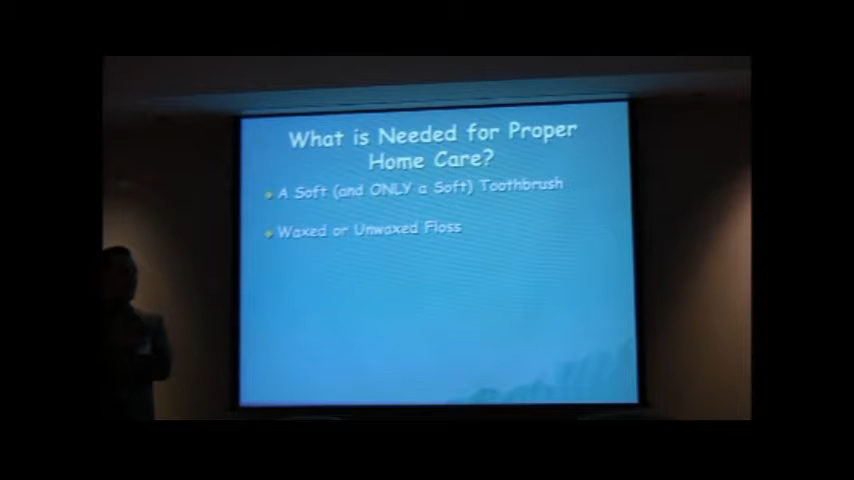 What is Needed for Proper
Home Care?
A Soft (and ONLY a Soft) Toothbrush
Waxed or Unwaxed Floss